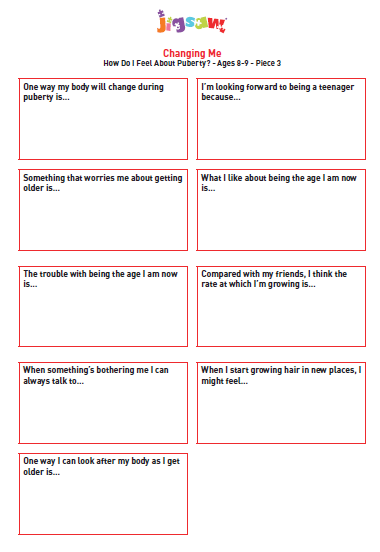 jigsaw
Changing Me
How Do I Feel About Puberty? - Ages 8-9 - Piece 3
One way my body will change during
puberty is...
I'm looking forward to being a teenager
because...
Something that worries me about getting
older is...
What I like about being the age I am now
is...
The trouble with being the age I am now
is...
Compared with my friends, I think the
rate at which I'm growing is...
When something's bothering me I can
always talk to...
When I start growing hair in new places, I
might feel...
One way I can look after my body as I get
older is...